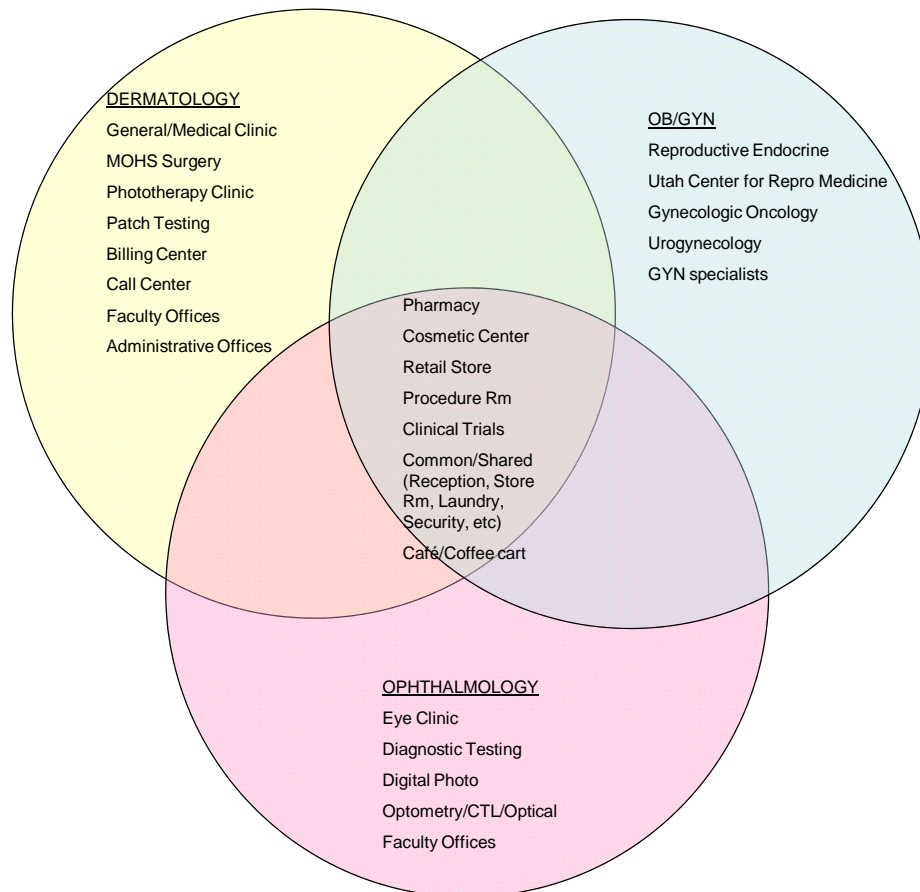 DERMATOLOGY
General/Medical Clinic
MOHS Surgery
Phototherapy Clinic
Patch Testing
Billing Center
Call Center
Faculty Offices
Administrative Offices
OB/GYN
Reproductive Endocrine
Utah Center for Repro Medicine
Gynecologic Oncology
Urogynecology
GYN specialists
Pharmacy
Cosmetic Center
Retail Store
Procedure Rm
Clinical Trials
Common/Shared
(Reception, Store
Rm, Laundry,
Security, etc)
Café/Coffee cart
OPHTHALMOLOGY
Eye Clinic
Diagnostic Testing
Digital Photo
Optometry/CTL/Optical
Faculty Offices